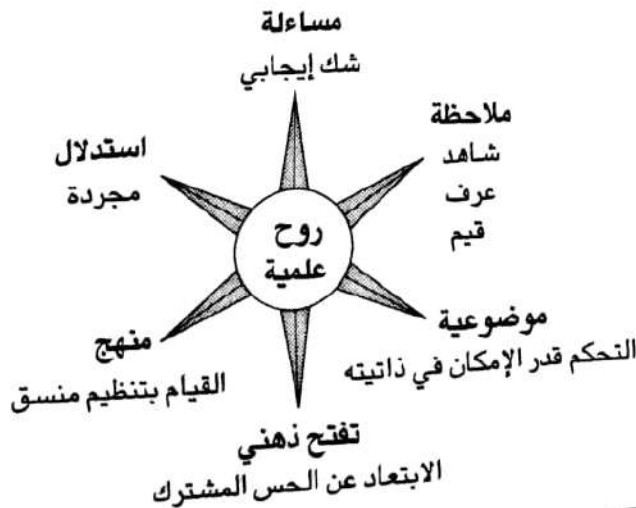 مساءلة
شك إيجابي
ملاحظة
شاهد
عرف
قيم
استدلال
مجردة
روح
علمية
موضوعية
التحكم قدر الإمكان في ذاتيته
منهج
القيام بتنظيم منسق
تفتح ذهني
الابتعاد عن الحس المشترك